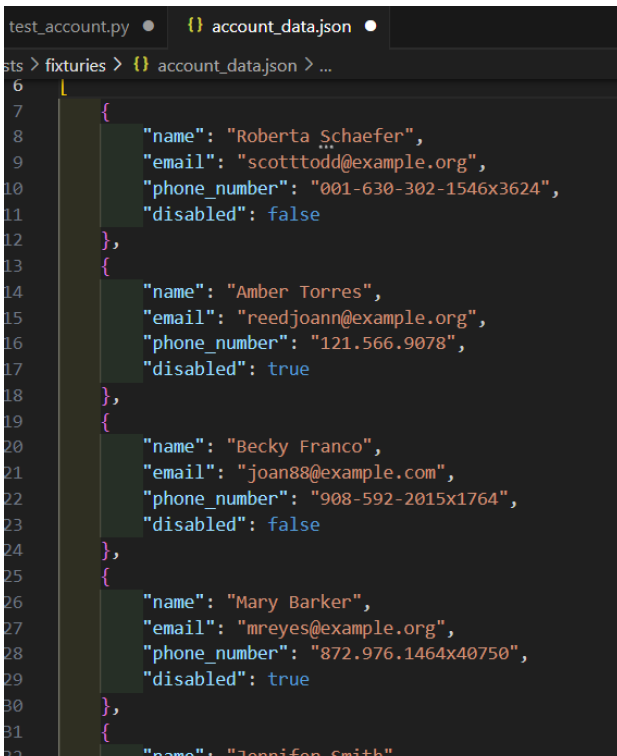 test_account.py ● {} account_data.json ●
sts > fixturies > {} account_data.json > ...
6 [
7 {
8 "name": "Roberta Schaefer",
9 "email": "scotttodd@example.org",
10 "phone_number": "001-630-302-1546x3624",
11 "disabled": false
12 },
13 {
14 "name": "Amber Torres",
15 "email": "reedjoann@example.org",
16 "phone_number": "121.566.9078",
17 "disabled": true
18 },
19 {
20 "name": "Becky Franco",
21 "email": "joan88@example.com",
22 "phone_number": "908-592-2015x1764",
23 "disabled": false
24 },
25 {
26 "name": "Mary Barker",
27 "email": "mreyes@example.org",
28 "phone_number": "872.976.1464x40750",
29 "disabled": true
30 },
31 {
32 "name": "Jennifer Smith"